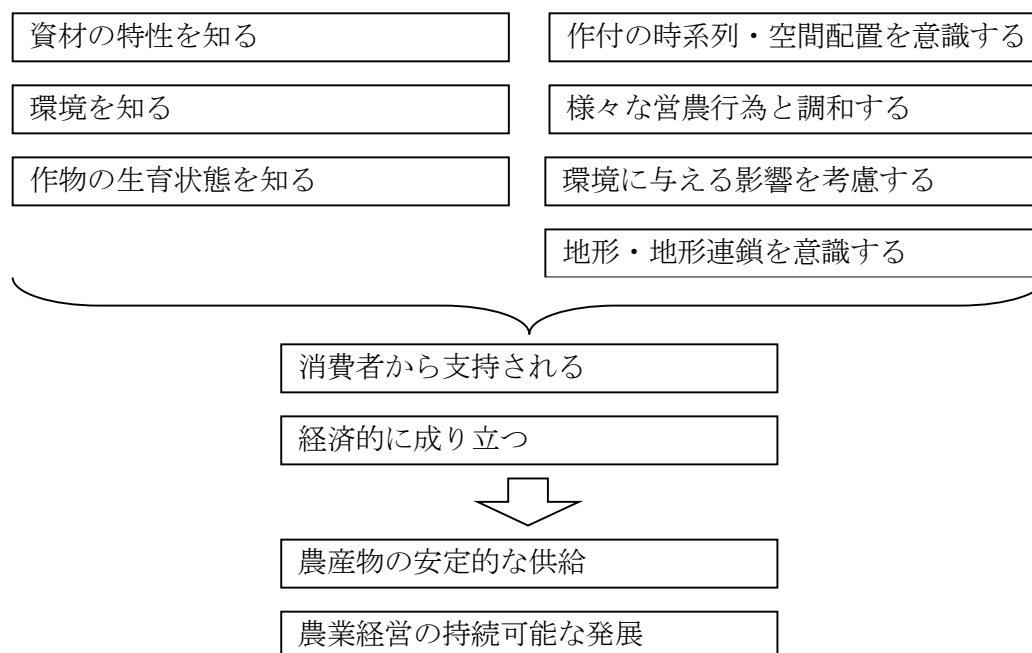 資材の特性を知る
環境を知る
作物の生育状態を知る
作付の時系列・空間配置を意識する
様々な営農行為と調和する
環境に与える影響を考慮する
地形・地形連鎖を意識する
消費者から支持される
経済的に成り立つ
農産物の安定的な供給
農業経営の持続可能な発展